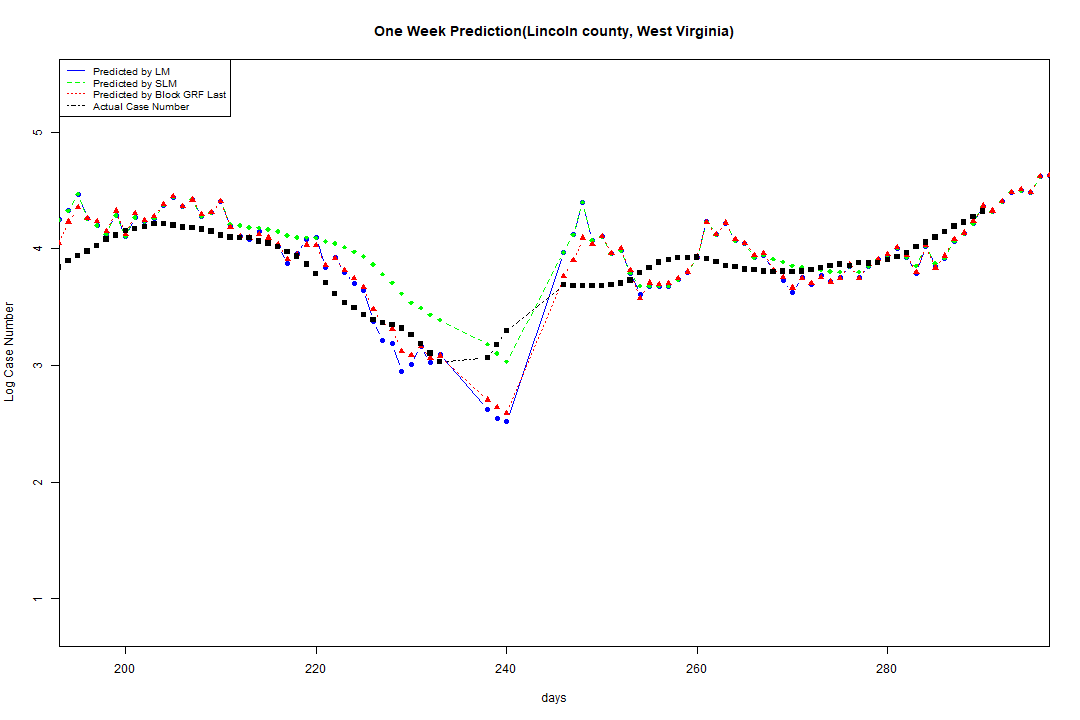 One Week Prediction(Lincoln county, West Virginia)
Predicted by LM
Predicted by SLM
Predicted by Block GRF Last
Actual Case Number
5
4
3
2
1
Log Case Number
200 220 240 260 280
days